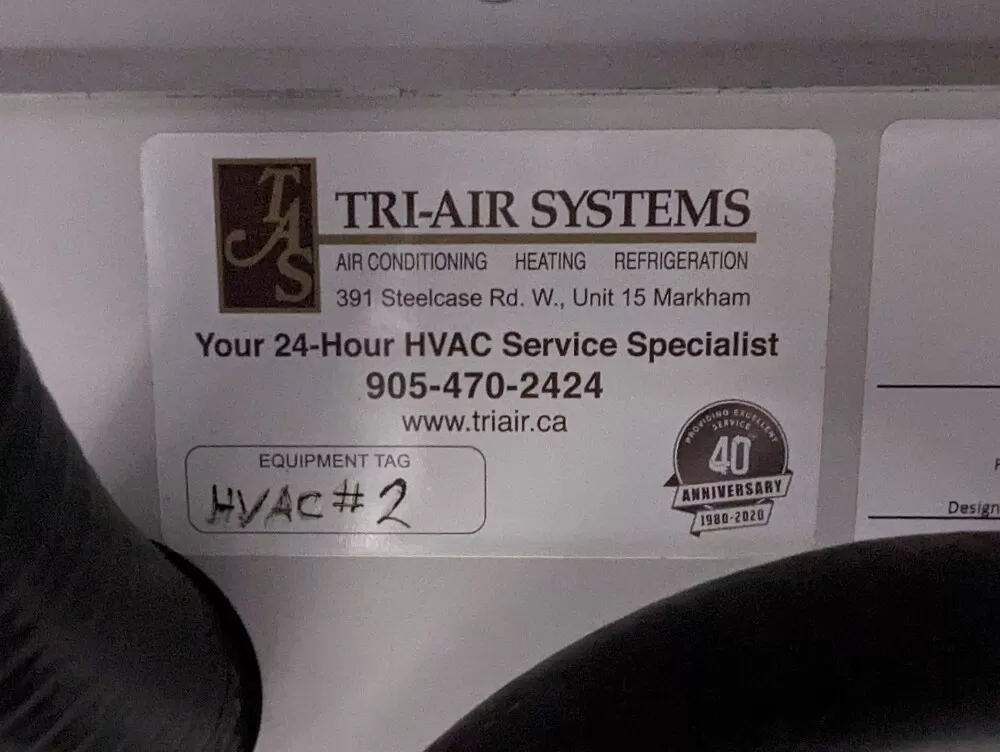 TAS
TRI-AIR SYSTEMS
AIR CONDITIONING HEATING REFRIGERATION
391 Steelcase Rd. W., Unit 15 Markham
Your 24-Hour HVAC Service Specialist
905-470-2424
www.triair.ca
EQUIPMENT TAG
HVAC # 2
PROVIDING EXCELLENT
SERVICE
40
ANNIVERSARY
1980-2020
Design